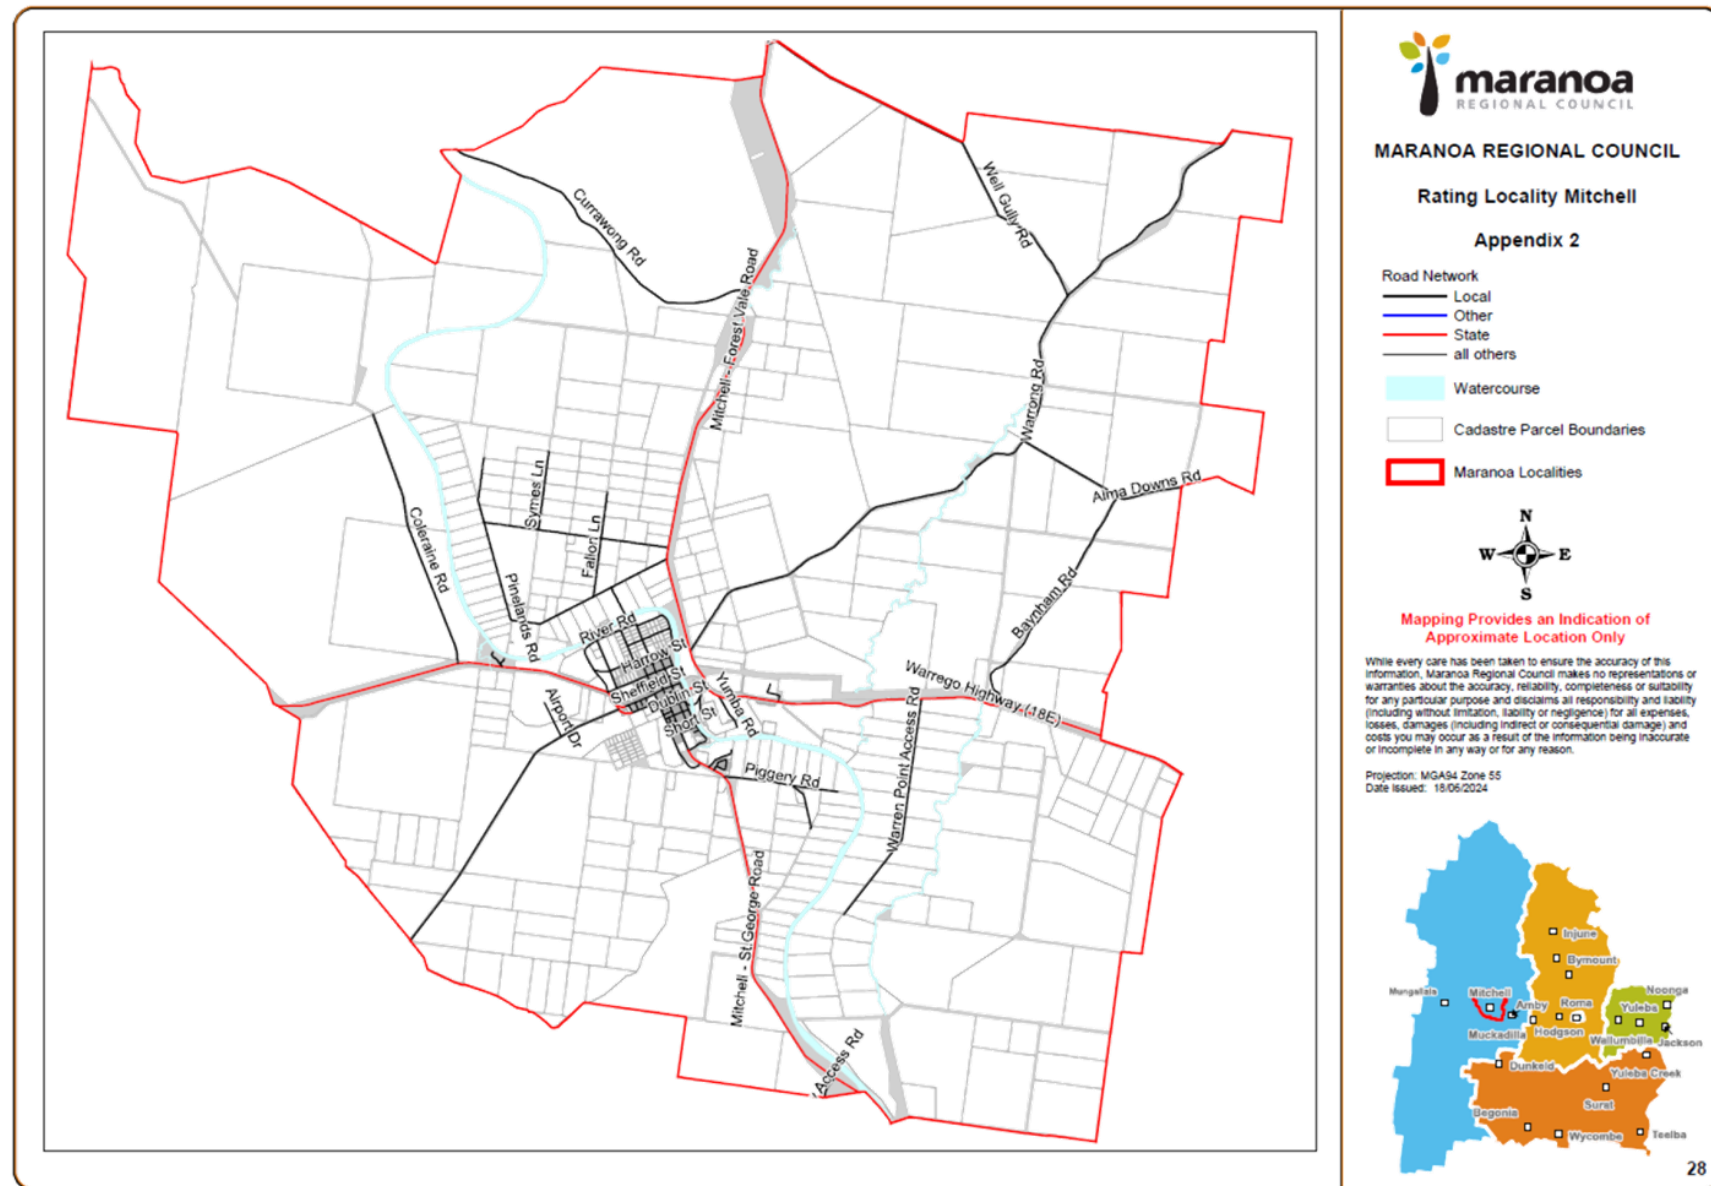 maranoa
REGIONAL COUNCIL
MARANOA REGIONAL COUNCIL
Rating Locality Mitchell
Appendix 2
Road Network
Local
Other
State
all others
Watercourse
Cadastre Parcel Boundaries
Maranoa Localities
N
W E
S
Mapping Provides an Indication of
Approximate Location Only
While every care has been taken to ensure the accuracy of this
information, Maranoa Regional Council makes no representations or
warranties about the accuracy, reliability, completeness or suitability
for any particular purpose and disclaims all responsibility and liability
(including without limitation, liability or negligence) for all expenses,
losses, damages (including indirect or consequential damage) and
costs you may occur as a result of the information being inaccurate
or incomplete in any way or for any reason.
Projection: MGA94 Zone 55
Date Issued: 18/06/2024
Currawong Rd
Well Gully Rd
Mitchell - Forest Vale Road
Warrong Rd
Alma Downs Rd
Symes Ln
Fallon Ln
Coleraine Rd
Pinelands Rd
Baynham Rd
River Rd
Harrow St
Sheffield St
Dublin St
Short St
Yumba Rd
Airport Dr
Warrego Highway (18E)
Piggery Rd
Warren Point Access Rd
Mitchell - St George Road
Access Rd
Injune
Bymount
Mungallala
Mitchell
Amby
Roma
Noonga
Yuleba
Muckadilla
Hodgson
Wallumbilla
Jackson
Dunkeld
Yuleba Creek
Surat
Begonia
Wycombe
Teelba
28